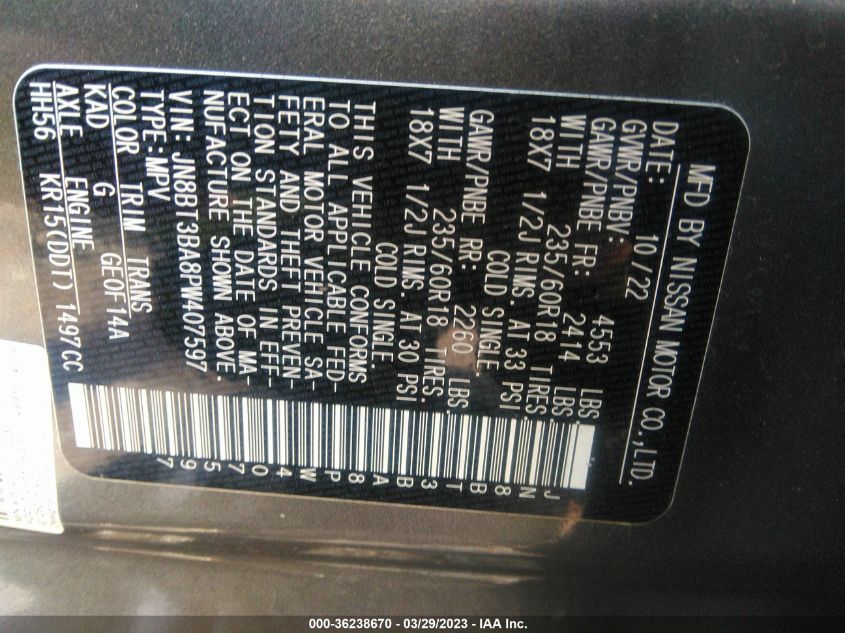 MFD BY NISSAN MOTOR CO.,LTD.
DATE: 10/22
GVWR/PNBV: 4553 LBS.
GAWR/PNBE FR: 2414 LBS.
WITH 235/60R18 TIRES.
18X7 1/2J RIMS. AT 33 PSI
COLD SINGLE
GAWR/PNBE RR: 2260 LBS.
WITH 235/60R18 TIRES.
18X7 1/2J RIMS. AT 30 PSI
COLD SINGLE.
THIS VEHICLE CONFORMS
TO ALL APPLICABLE FED-
ERAL MOTOR VEHICLE SA-
FETY AND THEFT PREVEN-
TION STANDARDS IN EFF-
ECT ON THE DATE OF MA-
NUFACTURE SHOWN ABOVE.
VIN: JN8BT3BA8PW407597
TYPE:MPV
COLOR TRIM TRANS
KAD G GE0F14A
AXLE ENGINE
HH56 KR15(DDT) 1497CC
JN8BT3BA8PW407597
000-36238670 - 03/29/2023 - IAA Inc.